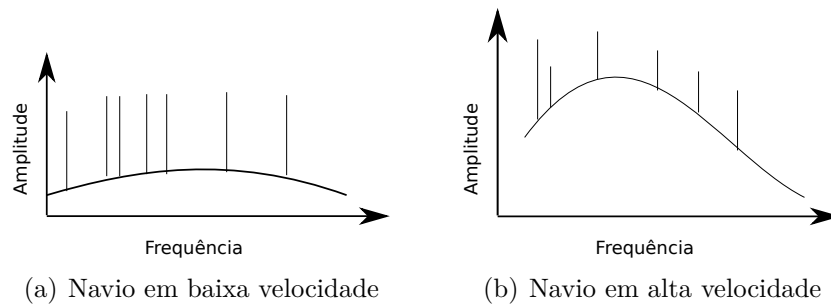 Amplitude
Frequência
(a) Navio em baixa velocidade
Amplitude
Frequência
(b) Navio em alta velocidade